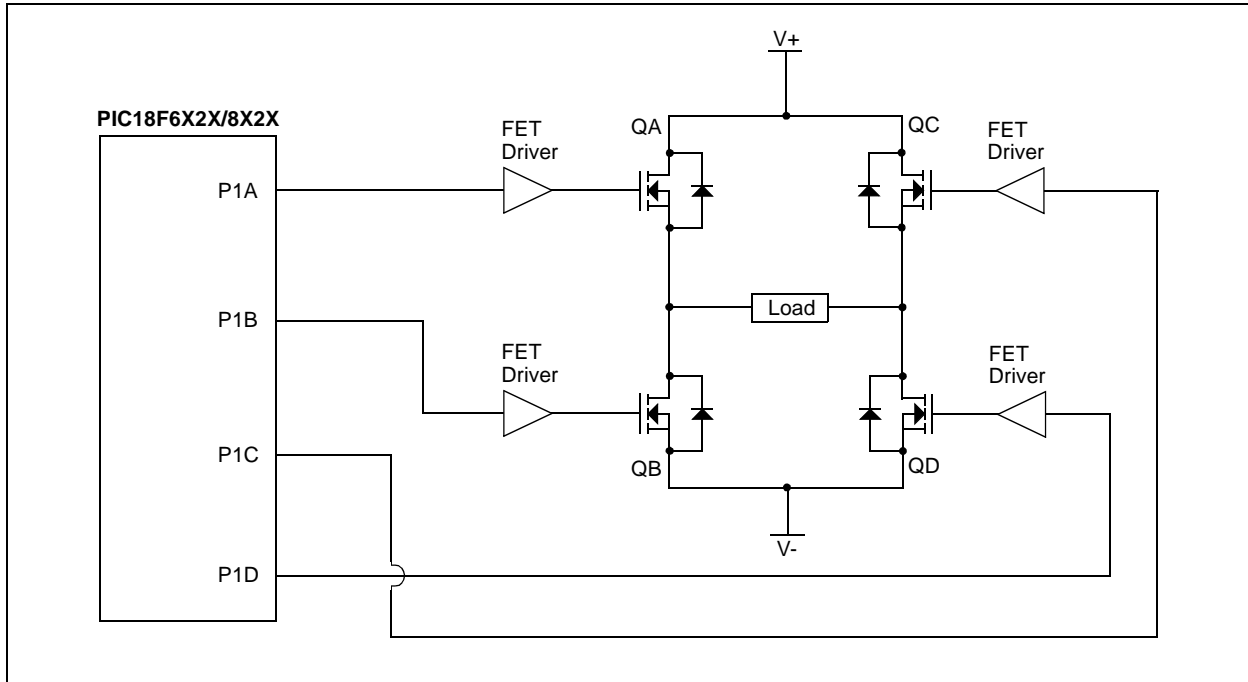 V+
PIC18F6X2X/8X2X
FET
Driver
QA
QC
FET
Driver
P1A
P1B
Load
FET
Driver
FET
Driver
P1C
QB
QD
V-
P1D